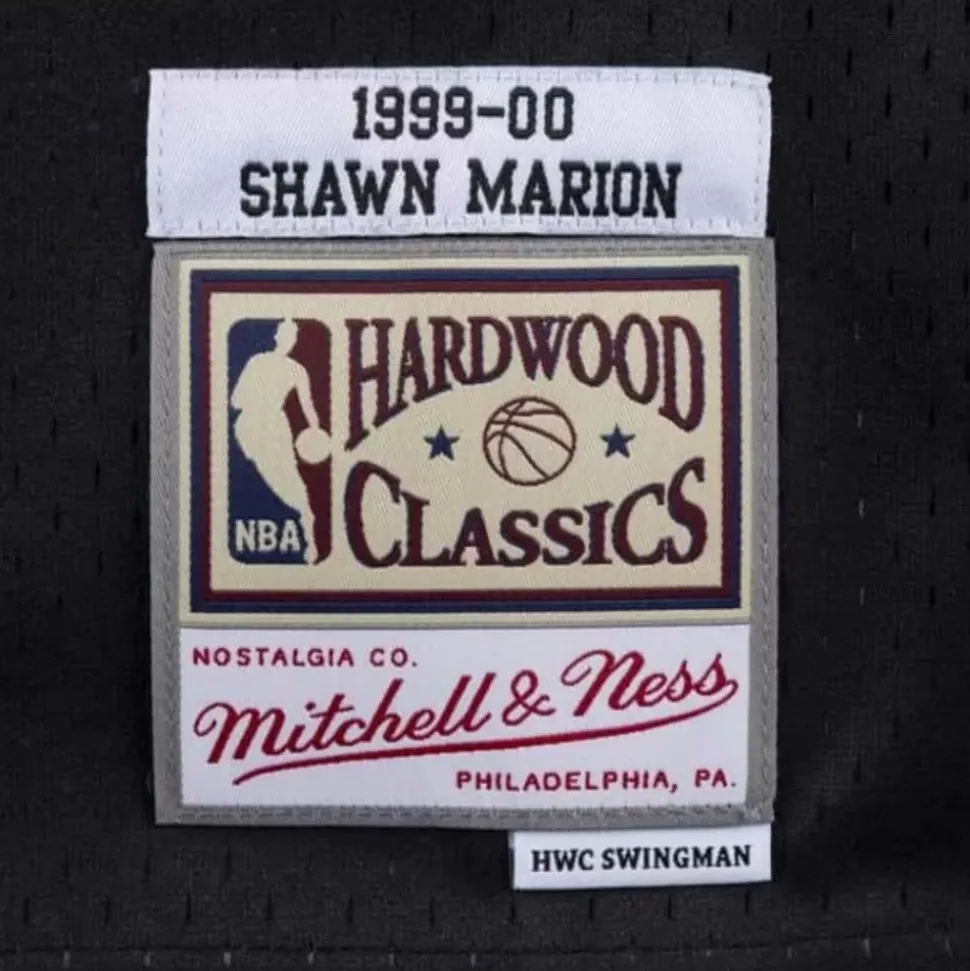 1999-00
SHAWN MARION
HARDWOOD
CLASSICS
NBA
NOSTALGIA CO.
Mitchell & Ness
PHILADELPHIA, PA.
HWC SWINGMAN